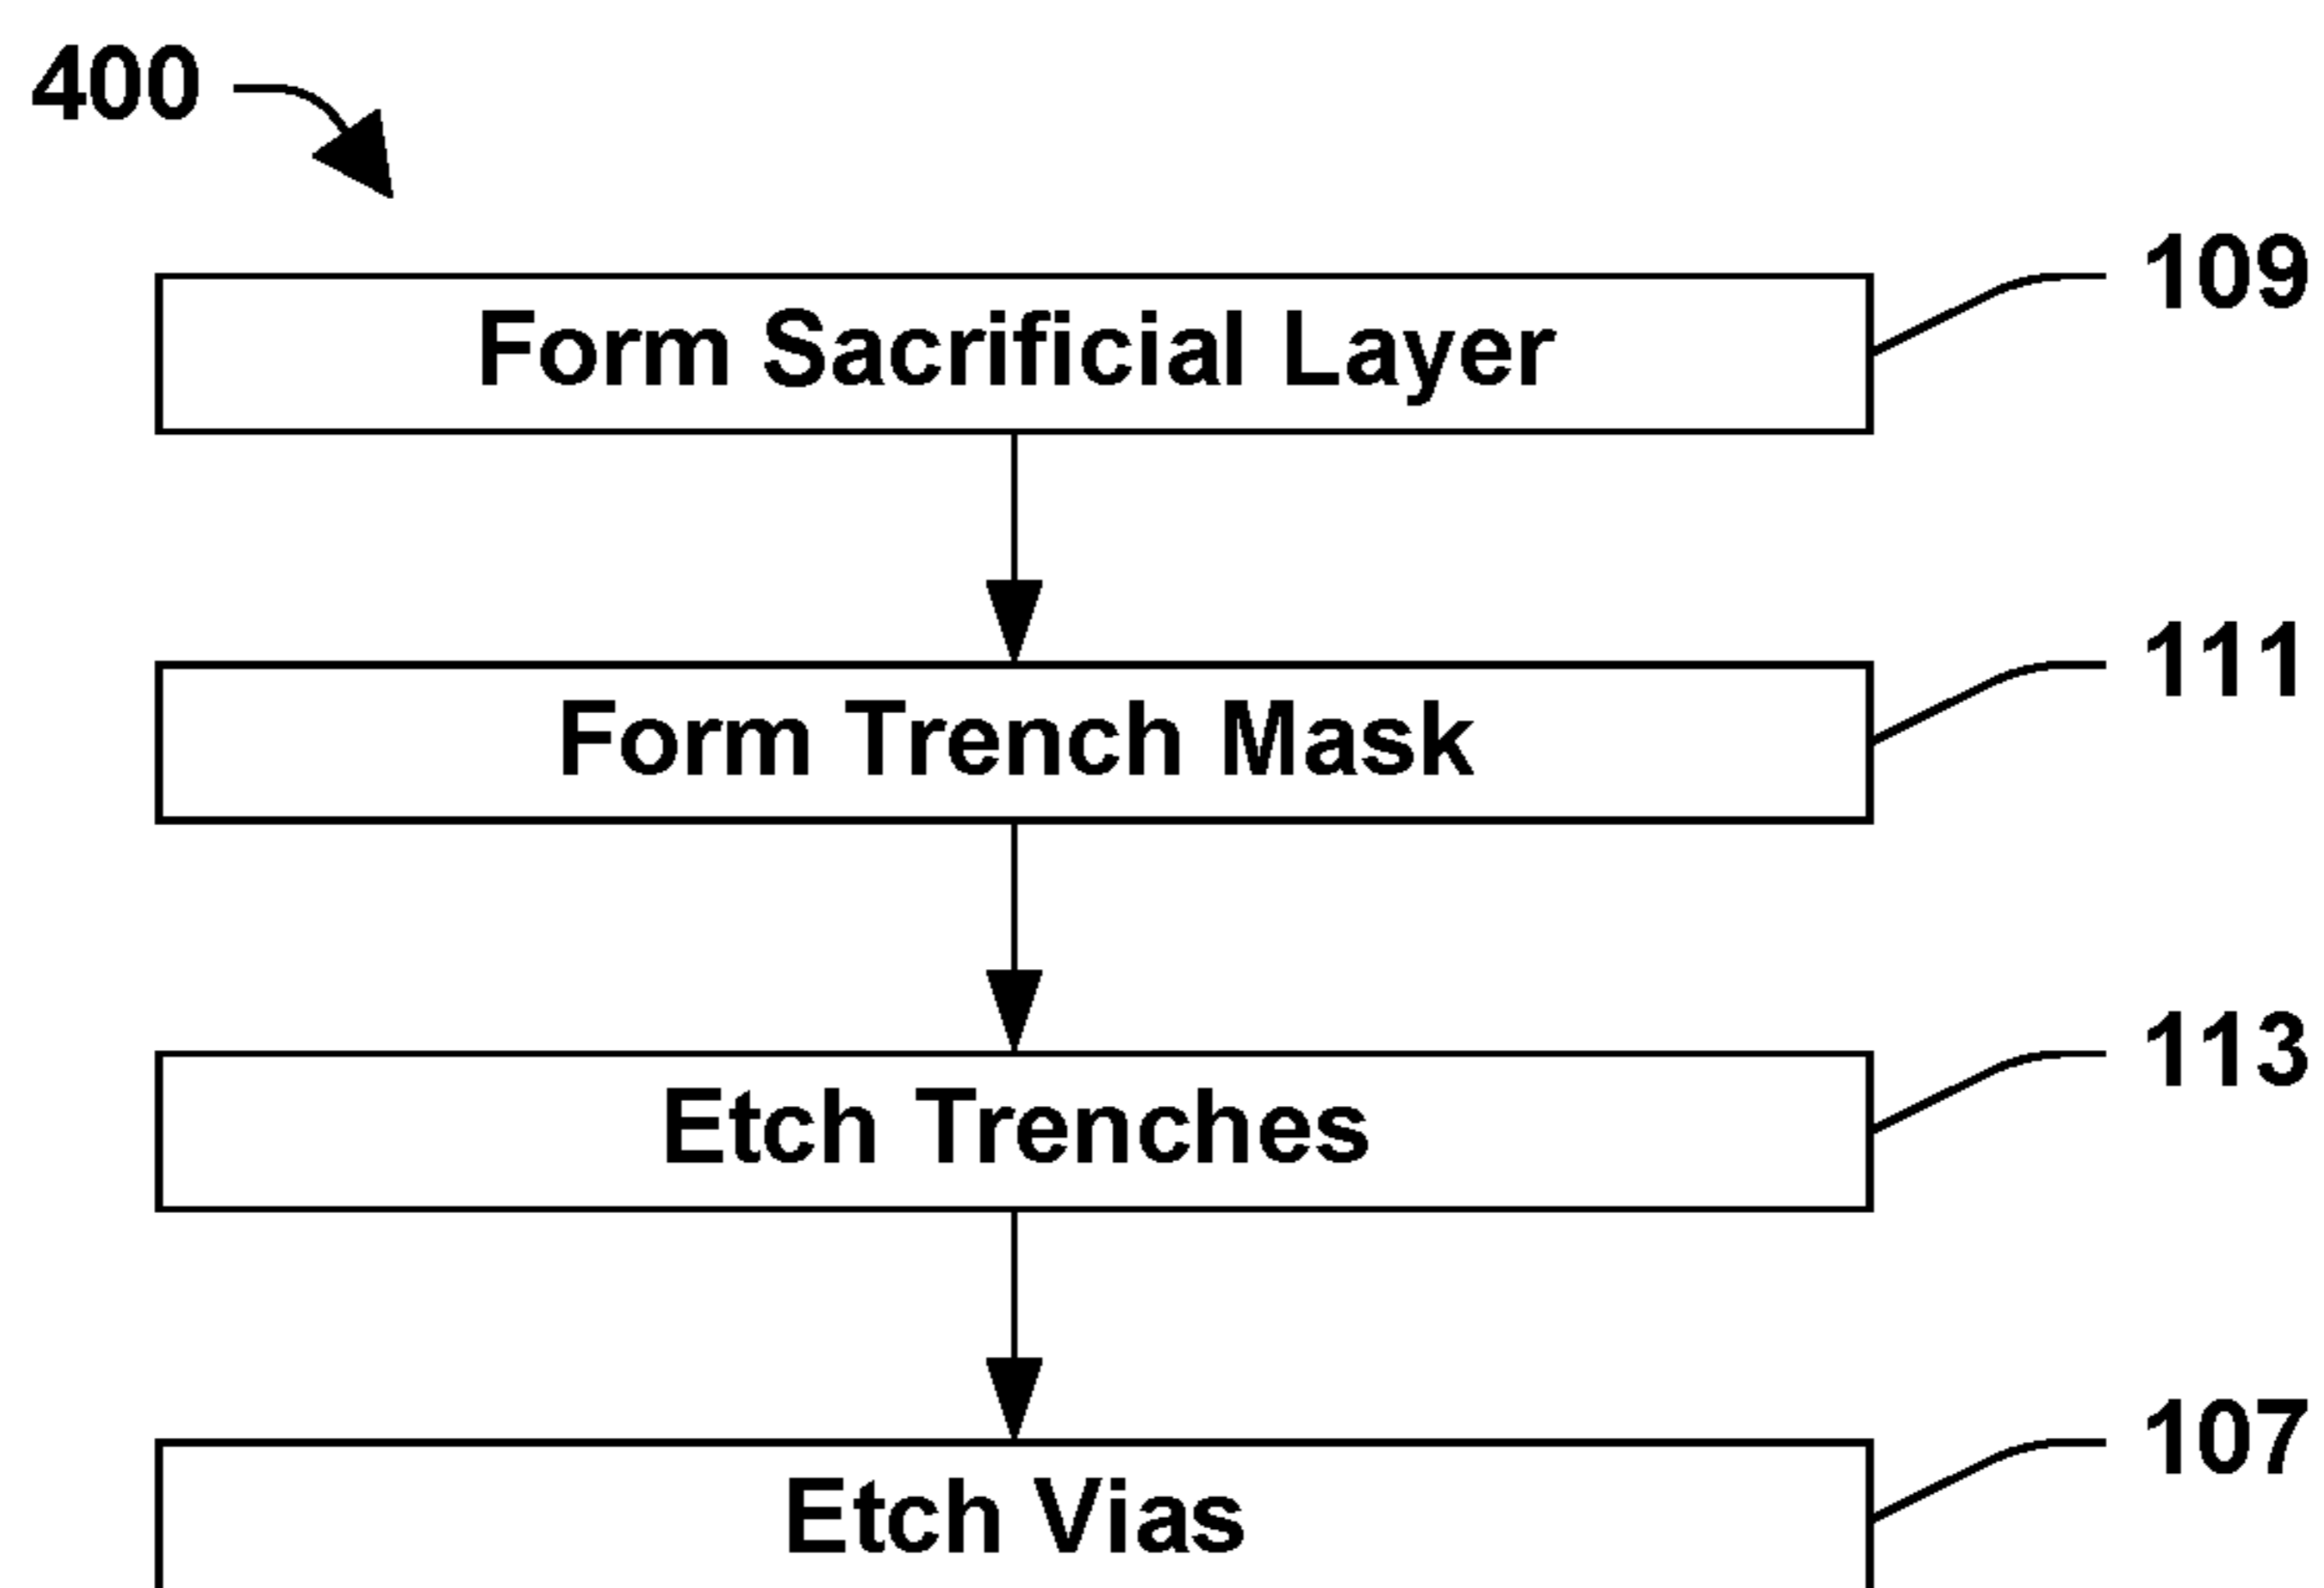 400
Form Sacrificial Layer
109
Form Trench Mask
111
Etch Trenches
113
Etch Vias
107